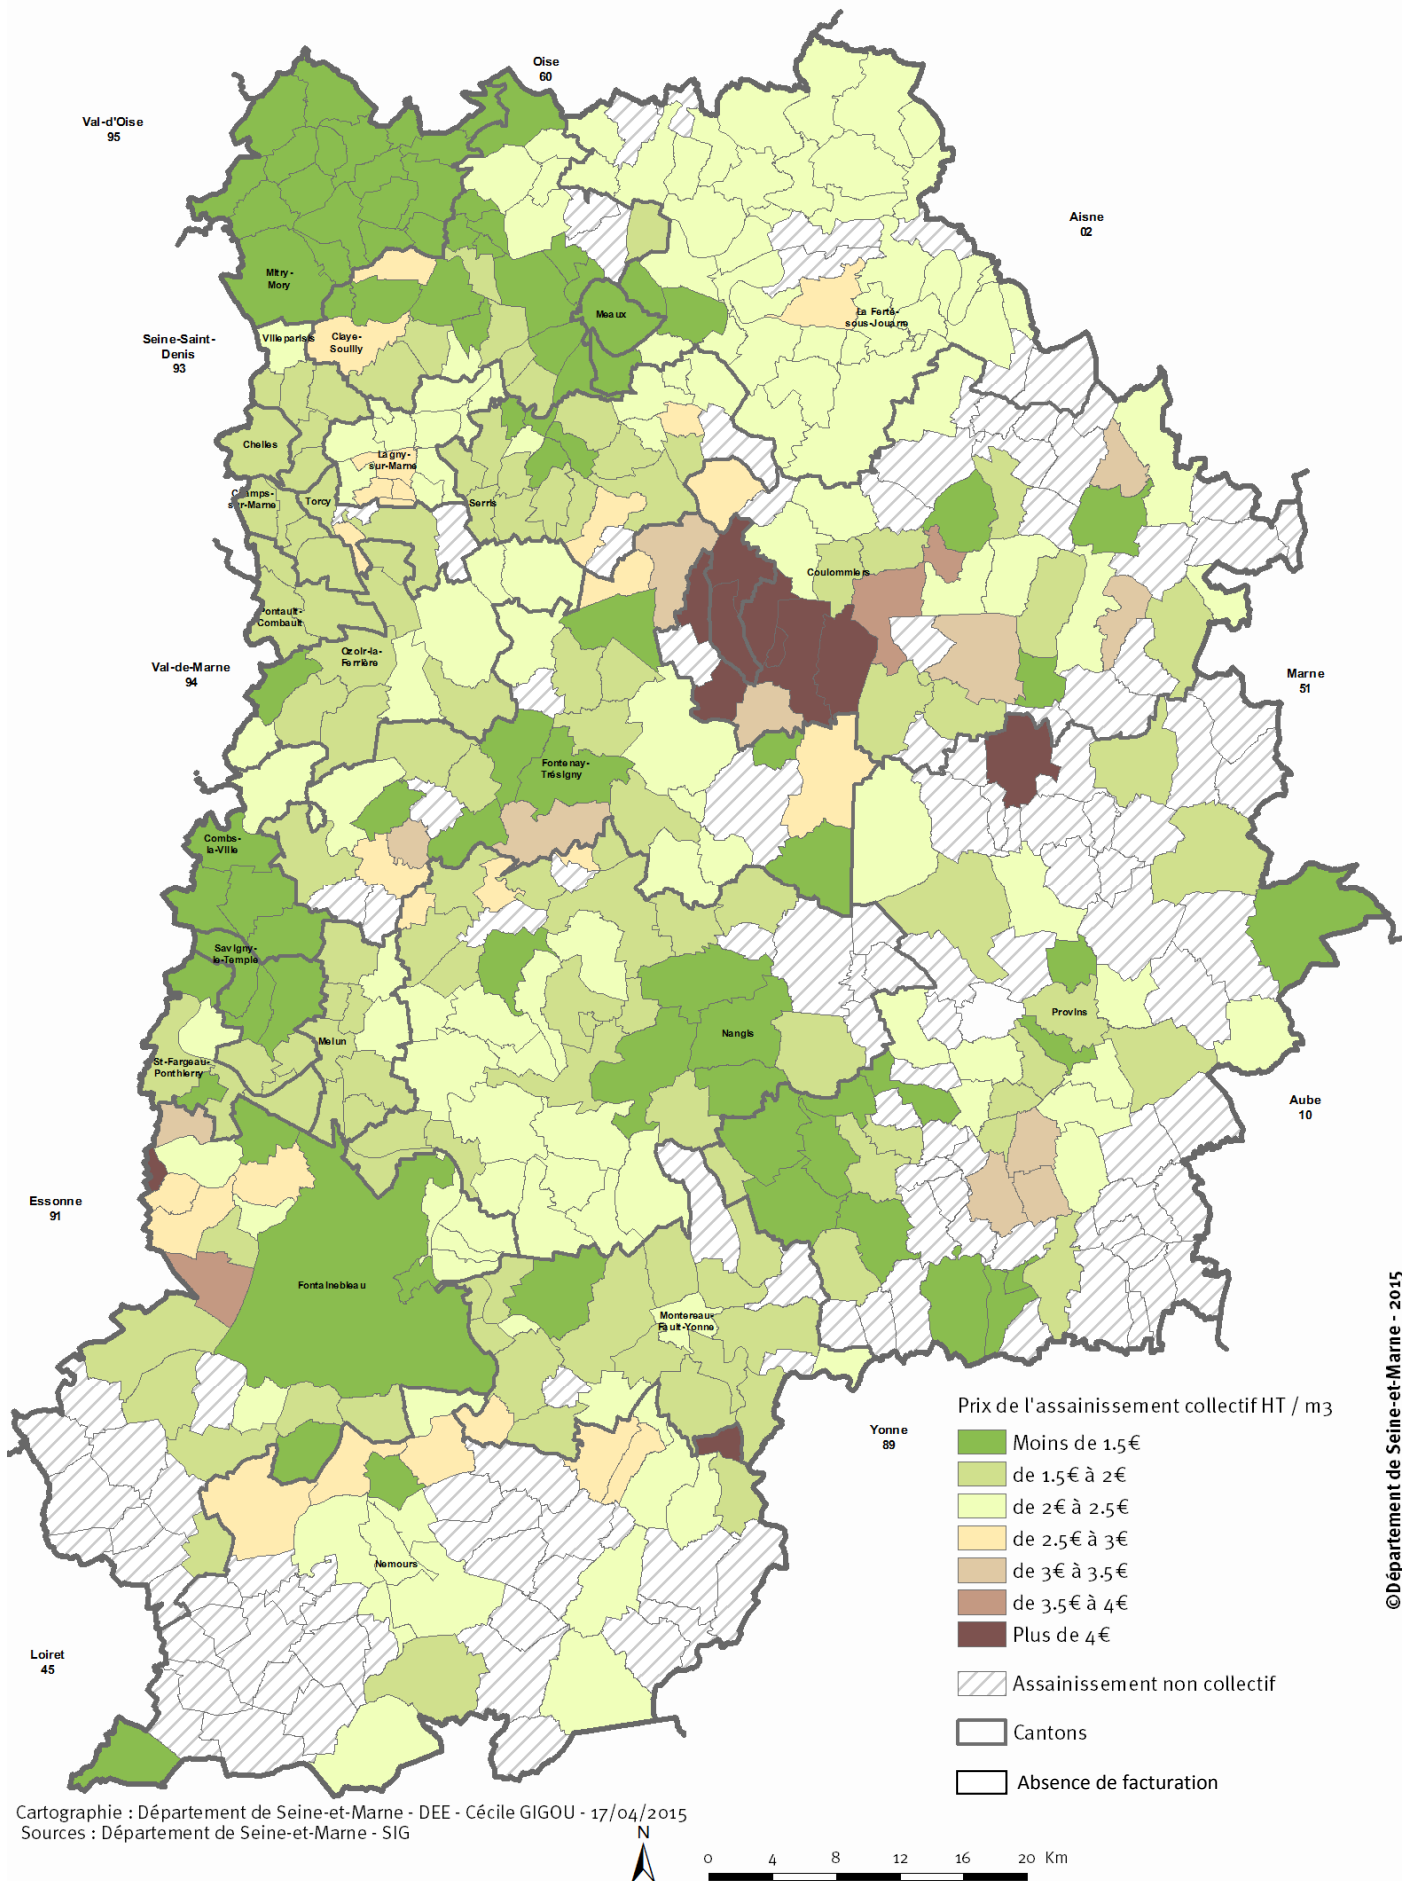 Oise
60
Val-d'Oise
95
Aisne
02
Mitry-
Mory
Meaux
La Ferté-
sous-Jouarre
Seine-Saint-
Denis
93
Villeparisis
Claye-
Souilly
Chelles
Lagny-
sur-Marne
Champs-
sur-Marne
Torcy
Serris
Coulommiers
Pontault-
Combault
Ozoir-la-
Ferrière
Val-de-Marne
94
Marne
51
Fontenay-
Trésigny
Combs-
la-Ville
Savigny-
le-Temple
Provins
Nangis
Melun
St-Fargeau-
Ponthierry
Aube
10
Essonne
91
Fontainebleau
Montereau-
Fault-Yonne
Yonne
89
Nemours
Loiret
45
Prix de l'assainissement collectif HT / m3
Moins de 1.5€
de 1.5€ à 2€
de 2€ à 2.5€
de 2.5€ à 3€
de 3€ à 3.5€
de 3.5€ à 4€
Plus de 4€
Assainissement non collectif
Cantons
Absence de facturation
©Département de Seine-et-Marne - 2015
Cartographie : Département de Seine-et-Marne - DEE - Cécile GIGOU - 17/04/2015
Sources : Département de Seine-et-Marne - SIG
N
0 4 8 12 16 20 Km